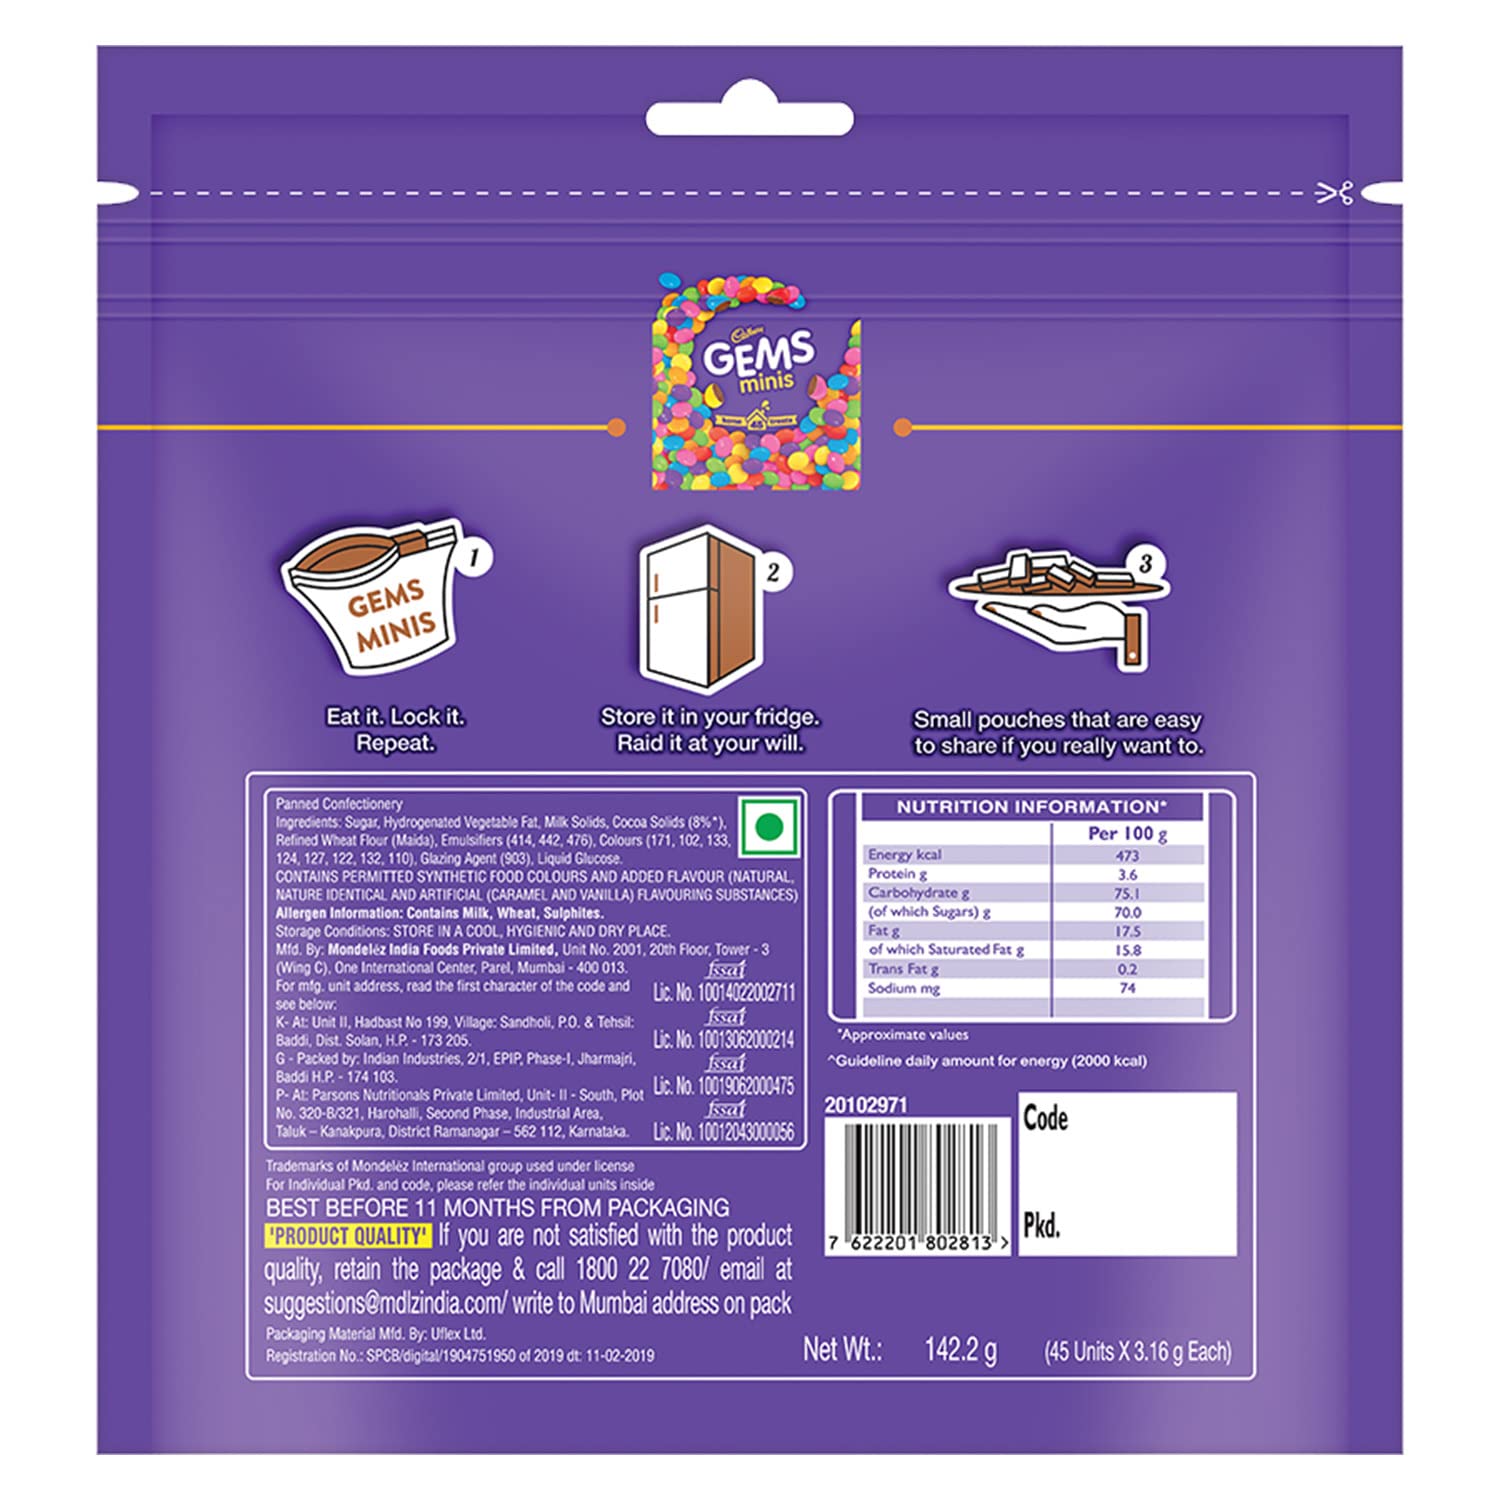 Cadbury
GEMS
minis
home 45 treats
GEMS
MINIS
1
2
3
Eat it. Lock it.
Repeat.
Store it in your fridge.
Raid it at your will.
Small pouches that are easy
to share if you really want to.
Panned Confectionery
Ingredients: Sugar, Hydrogenated Vegetable Fat, Milk Solids, Cocoa Solids (8%*),
Refined Wheat Flour (Maida), Emulsifiers (414, 442, 476), Colours (171, 102, 133,
124, 127, 122, 132, 110), Glazing Agent (903), Liquid Glucose.
CONTAINS PERMITTED SYNTHETIC FOOD COLOURS AND ADDED FLAVOUR (NATURAL,
NATURE IDENTICAL AND ARTIFICIAL (CARAMEL AND VANILLA) FLAVOURING SUBSTANCES)
Allergen Information: Contains Milk, Wheat, Sulphites.
Storage Conditions: STORE IN A COOL, HYGIENIC AND DRY PLACE.
Mfd. By: Mondelēz India Foods Private Limited, Unit No. 2001, 20th Floor, Tower - 3
(Wing C), One International Center, Parel, Mumbai - 400 013.
For mfg. unit address, read the first character of the code and
see below:
K- At: Unit II, Hadbast No 199, Village: Sandholi, P.O. & Tehsil:
Baddi, Dist. Solan, H.P. - 173 205.
G - Packed by: Indian Industries, 2/1, EPIP, Phase-I, Jharmajri,
Baddi H.P. - 174 103.
P- At: Parsons Nutritionals Private Limited, Unit- II - South, Plot
No. 320-B/321, Harohalli, Second Phase, Industrial Area,
Taluk – Kanakpura, District Ramanagar – 562 112, Karnataka.
fssai
Lic. No. 10014022002711
fssai
Lic. No. 10013062000214
fssai
Lic. No. 10019062000475
fssai
Lic. No. 10012043000056
NUTRITION INFORMATION*
Per 100 g
Energy kcal 473
Protein g 3.6
Carbohydrate g 75.1
(of which Sugars) g 70.0
Fat g 17.5
of which Saturated Fat g 15.8
Trans Fat g 0.2
Sodium mg 74
*Approximate values
^Guideline daily amount for energy (2000 kcal)
20102971
7 622201 802813 >
Code
Pkd.
Trademarks of Mondelēz International group used under license
For Individual Pkd. and code, please refer the individual units inside
BEST BEFORE 11 MONTHS FROM PACKAGING
'PRODUCT QUALITY' If you are not satisfied with the product
quality, retain the package & call 1800 22 7080/ email at
suggestions@mdlzindia.com/ write to Mumbai address on pack
Packaging Material Mfd. By: Uflex Ltd.
Registration No.: SPCB/digital/1904751950 of 2019 dt: 11-02-2019
Net Wt.: 142.2 g (45 Units X 3.16 g Each)